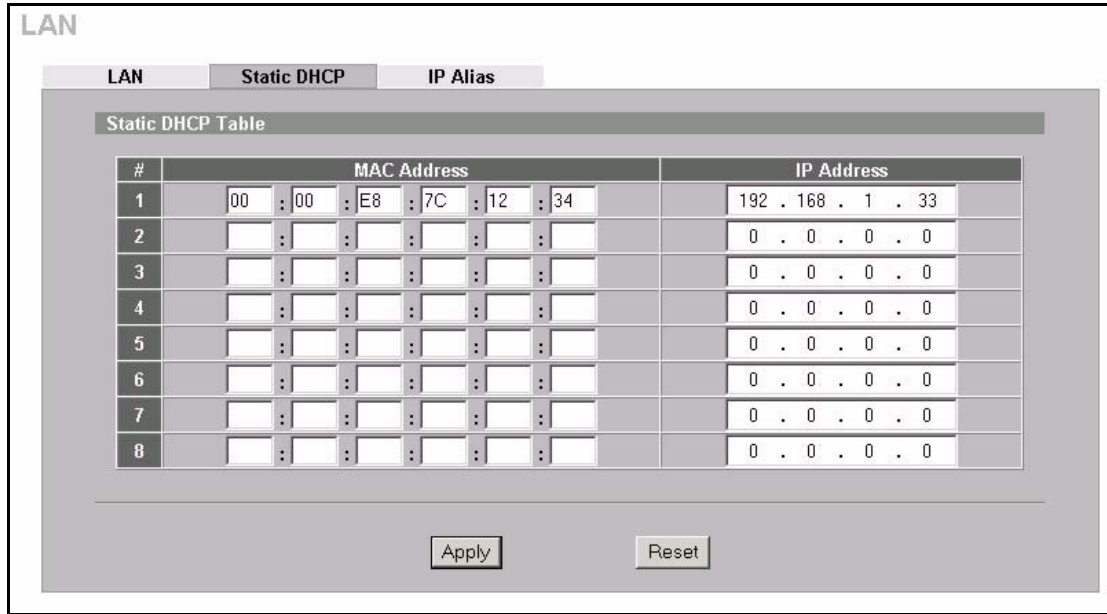 LAN
LAN Static DHCP IP Alias
Static DHCP Table
# MAC Address IP Address
1 00 : 00 : E8 : 7C : 12 : 34 192 . 168 . 1 . 33
2 : : : : : 0 . 0 . 0 . 0
3 : : : : : 0 . 0 . 0 . 0
4 : : : : : 0 . 0 . 0 . 0
5 : : : : : 0 . 0 . 0 . 0
6 : : : : : 0 . 0 . 0 . 0
7 : : : : : 0 . 0 . 0 . 0
8 : : : : : 0 . 0 . 0 . 0
Apply Reset